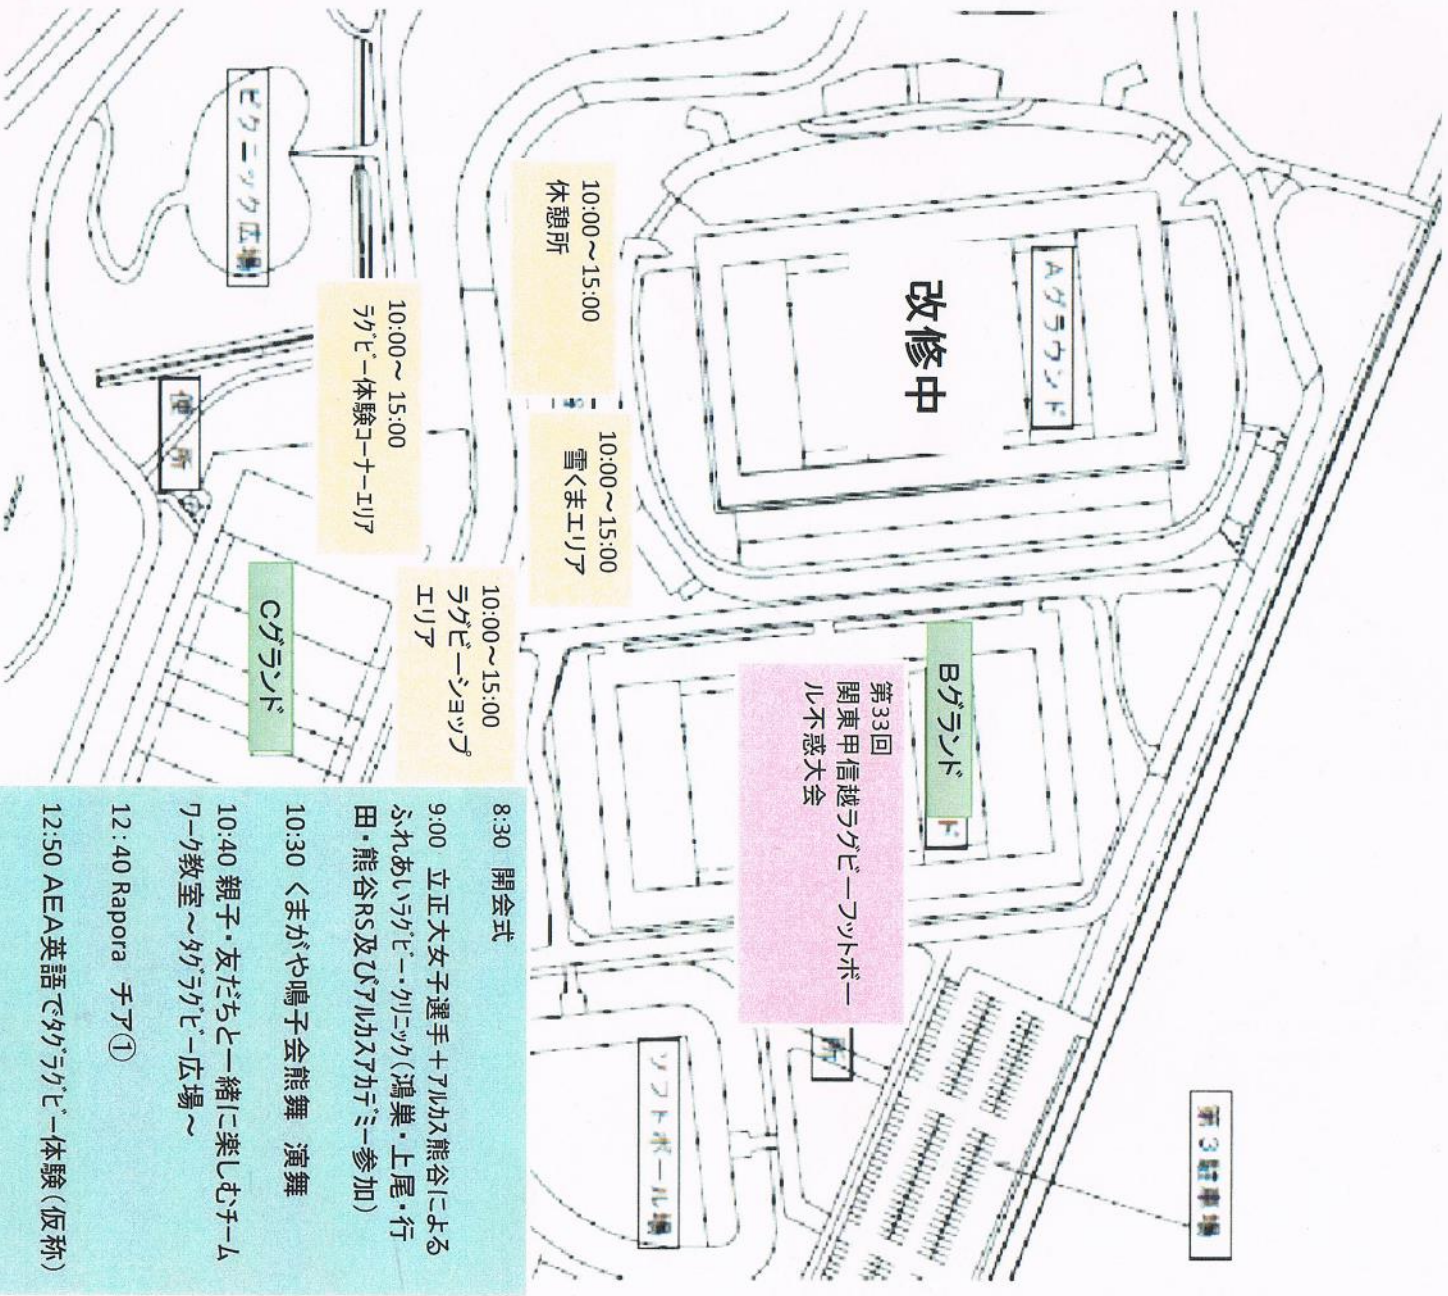 Aグラウンド
改修中
10:00～15:00
休憩所
10:00～15:00
雪くまエリア
ピクニック広場
10:00～ 15:00
ラグビー体験コーナーエリア
便 所
10:00～15:00
ラグビーショップ
エリア
Cグランド
Bグランド
ド
第33回
関東甲信越ラグビーフットボー
ル不惑大会
所
ソフトボール場
第3駐車場
8:30 開会式
9:00 立正大女子選手＋アルカス熊谷による
ふれあいラグビー・クリニック(鴻巣・上尾・行
田・熊谷RS及びアルカスアカデミー参加)
10:30 くまがや鳴子会熊舞 演舞
10:40 親子・友だちと一緒に楽しむチーム
ワーク教室～タグラグビー広場～
12:40 Rapora チア①
12:50 AEA英語でタグラグビー体験(仮称)